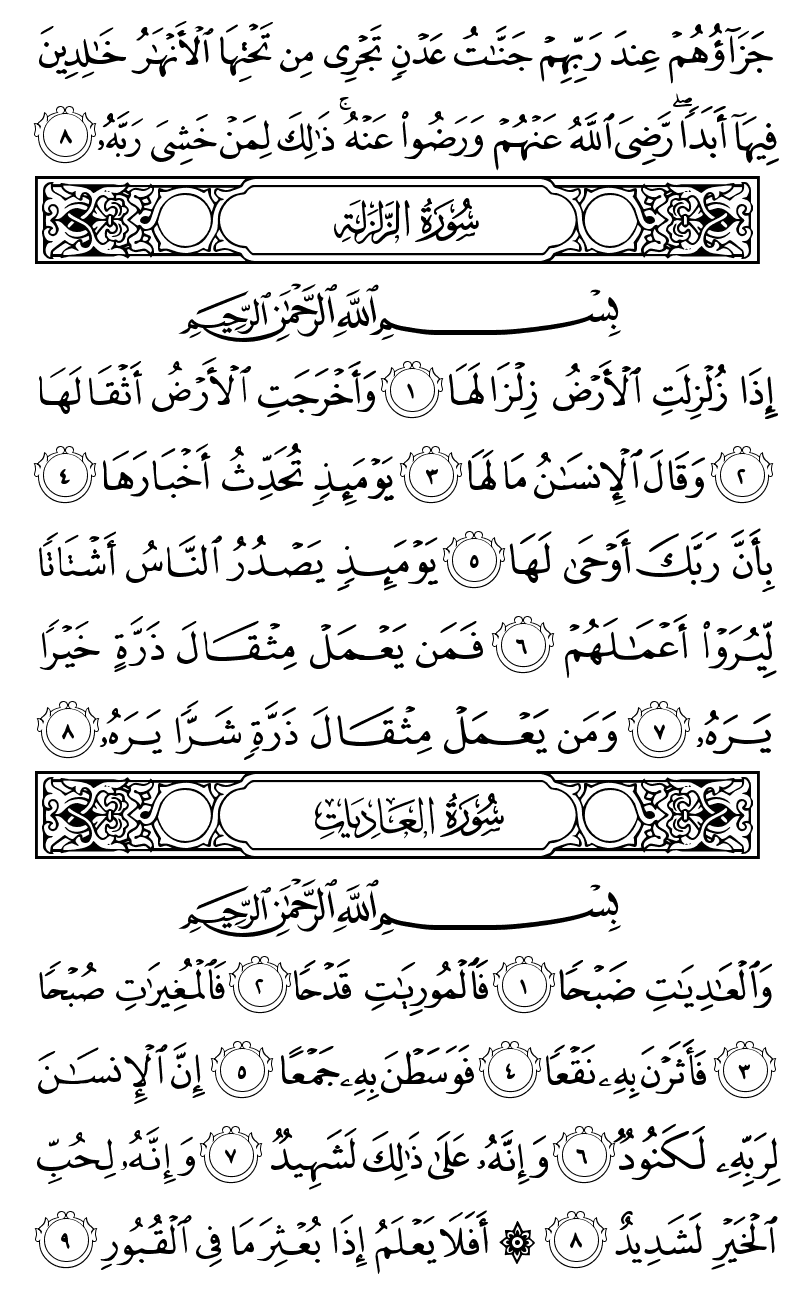 جَزَآؤُهُمْ عِندَ رَبِّهِمْ جَنَّٰتُ عَدْنٍ تَجْرِى مِن تَحْتِهَا ٱلْأَنْهَٰرُ خَٰلِدِينَ
فِيهَآ أَبَدًا ۖ رَّضِىَ ٱللَّهُ عَنْهُمْ وَرَضُوا۟ عَنْهُ ۚ ذَٰلِكَ لِمَنْ خَشِىَ رَبَّهُۥ ٨
سُورَةُ الزَّلْزَلَةِ
بِسْمِ ٱللَّهِ ٱلرَّحْمَٰنِ ٱلرَّحِيمِ
إِذَا زُلْزِلَتِ ٱلْأَرْضُ زِلْزَالَهَا ١ وَأَخْرَجَتِ ٱلْأَرْضُ أَثْقَالَهَا
٢ وَقَالَ ٱلْإِنسَٰنُ مَا لَهَا ٣ يَوْمَئِذٍ تُحَدِّثُ أَخْبَارَهَا ٤
بِأَنَّ رَبَّكَ أَوْحَىٰ لَهَا ٥ يَوْمَئِذٍ يَصْدُرُ ٱلنَّاسُ أَشْتَاتًا
لِّيُرَوْا۟ أَعْمَٰلَهُمْ ٦ فَمَن يَعْمَلْ مِثْقَالَ ذَرَّةٍ خَيْرًا
يَرَهُۥ ٧ وَمَن يَعْمَلْ مِثْقَالَ ذَرَّةٍ شَرًّا يَرَهُۥ ٨
سُورَةُ العَادِيَاتِ
بِسْمِ ٱللَّهِ ٱلرَّحْمَٰنِ ٱلرَّحِيمِ
وَٱلْعَٰدِيَٰتِ ضَبْحًا ١ فَٱلْمُورِيَٰتِ قَدْحًا ٢ فَٱلْمُغِيرَٰتِ صُبْحًا
٣ فَأَثَرْنَ بِهِۦ نَقْعًا ٤ فَوَسَطْنَ بِهِۦ جَمْعًا ٥ إِنَّ ٱلْإِنسَٰنَ
لِرَبِّهِۦ لَكَنُودٌ ٦ وَإِنَّهُۥ عَلَىٰ ذَٰلِكَ لَشَهِيدٌ ٧ وَإِنَّهُۥ لِحُبِّ
ٱلْخَيْرِ لَشَدِيدٌ ٨ ۞ أَفَلَا يَعْلَمُ إِذَا بُعْثِرَ مَا فِى ٱلْقُبُورِ ٩